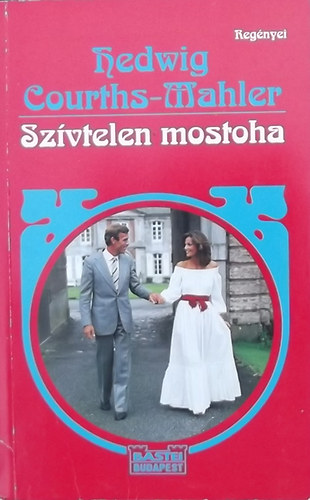 Regényei
Hedwig
Courths-Mahler
Szívtelen mostoha
BASTEI
BUDAPEST